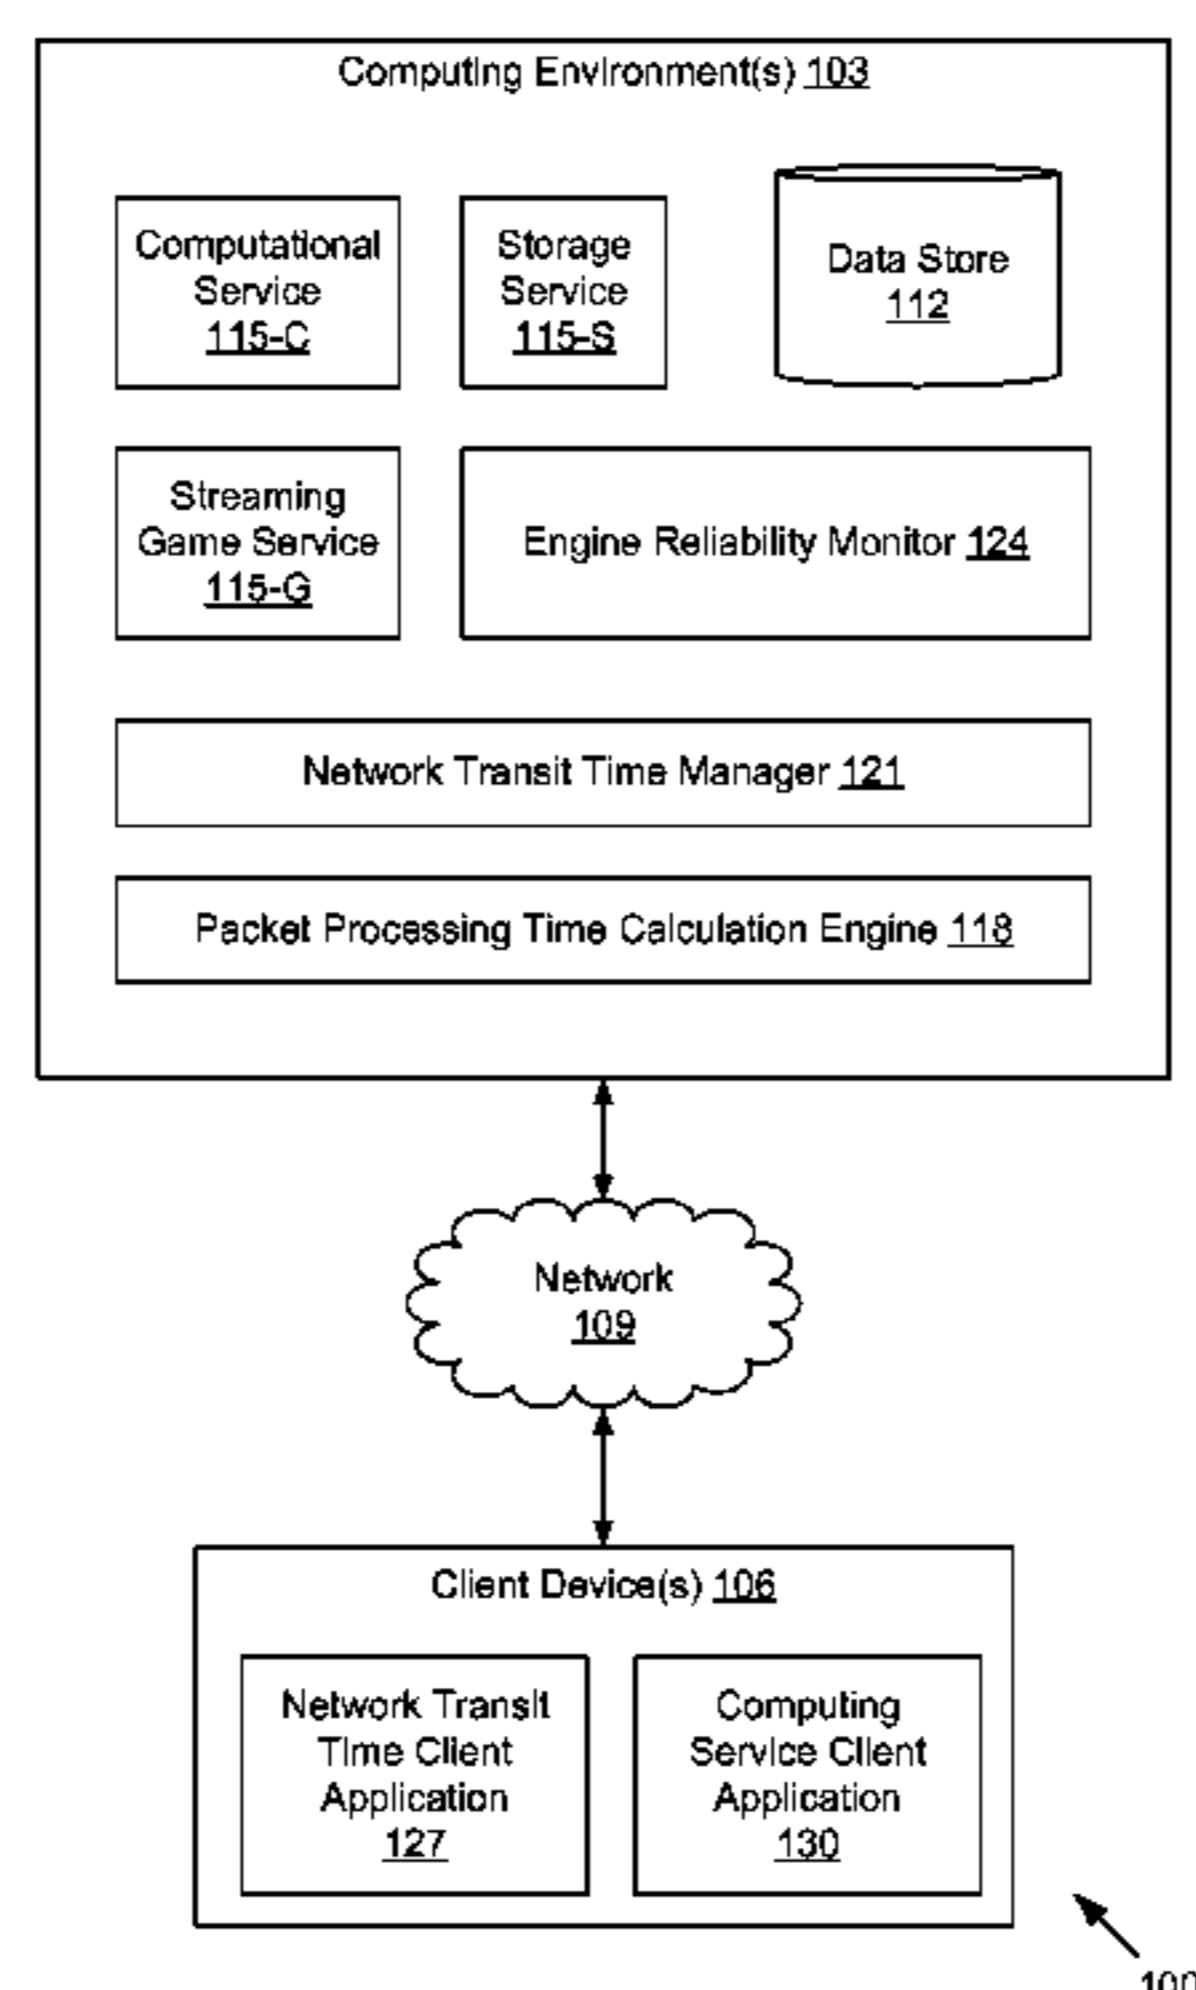 Computing Environment(s) 103
Computational
Service
115-C
Storage
Service
115-S
Data Store
112
Streaming
Game Service
115-G
Engine Reliability Monitor 124
Network Transit Time Manager 121
Packet Processing Time Calculation Engine 118
Network
109
Client Device(s) 106
Network Transit
Time Client
Application
127
Computing
Service Client
Application
130
100